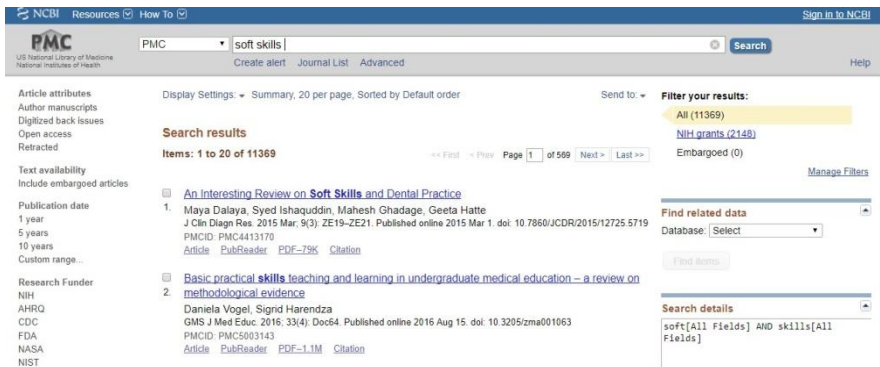 NCBI Resources How To Sign in to NCBI
PMC
US National Library of Medicine
National Institutes of Health
PMC soft skills Search
Create alert Journal List Advanced Help
Article attributes
Author manuscripts
Digitized back issues
Open access
Retracted
Text availability
Include embargoed articles
Publication date
1 year
5 years
10 years
Custom range...
Research Funder
NIH
AHRQ
CDC
FDA
NASA
NIST
Display Settings: Summary, 20 per page, Sorted by Default order Send to:
Search results
Items: 1 to 20 of 11369 << First < Prev Page 1 of 569 Next > Last >>
An Interesting Review on Soft Skills and Dental Practice
1. Maya Dalaya, Syed Ishaquddin, Mahesh Ghadage, Geeta Hatte
J Clin Diagn Res. 2015 Mar; 9(3): ZE19–ZE21. Published online 2015 Mar 1. doi: 10.7860/JCDR/2015/12725.5719
PMCID: PMC4413170
Article PubReader PDF–79K Citation
Basic practical skills teaching and learning in undergraduate medical education – a review on
2. methodological evidence
Daniela Vogel, Sigrid Harendza
GMS J Med Educ. 2016; 33(4): Doc64. Published online 2016 Aug 15. doi: 10.3205/zma001063
PMCID: PMC5003143
Article PubReader PDF–1.1M Citation
Filter your results:
All (11369)
NIH grants (2148)
Embargoed (0)
Manage Filters
Find related data
Database: Select
Find items
Search details
soft[All Fields] AND skills[All
Fields]